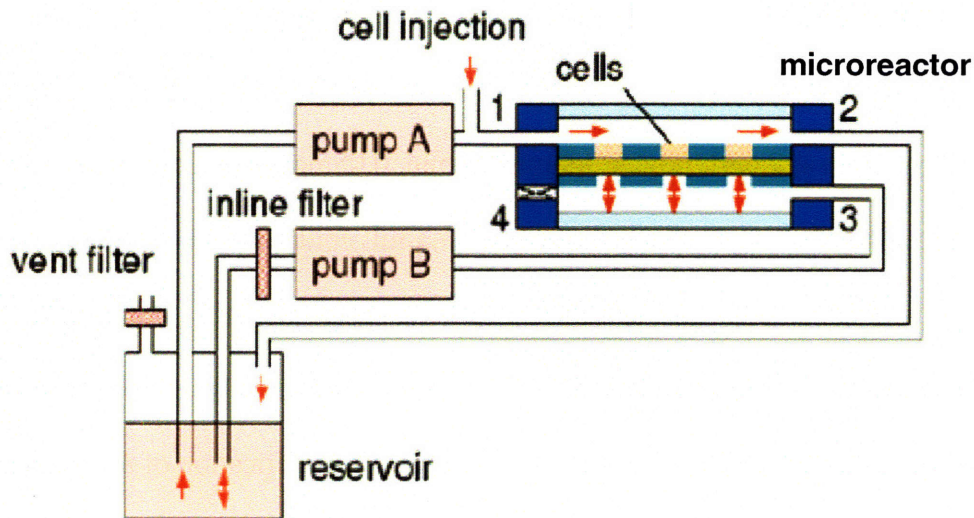 cell injection
cells
microreactor
1
2
pump A
inline filter
4
3
vent filter
pump B
reservoir